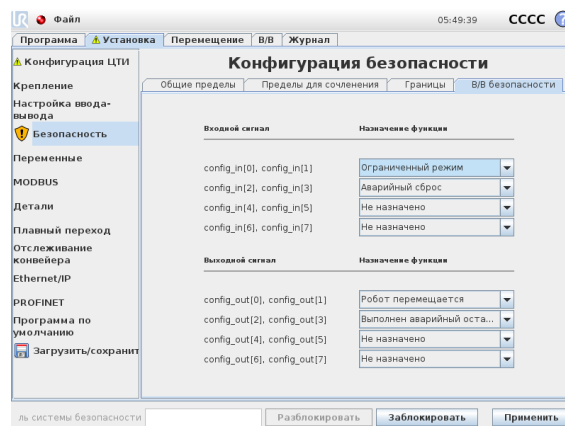 UR Файл 05:49:39 CCCC ?
Программа Установка Перемещение В/В Журнал
Конфигурация ЦТИ
Крепление
Настройка ввода-
вывода
Безопасность
Переменные
MODBUS
Детали
Плавный переход
Отслеживание
конвейера
Ethernet/IP
PROFINET
Программа по
умолчанию
Загрузить/сохранит
Конфигурация безопасности
Общие пределы Пределы для сочленения Границы В/В безопасности
Входной сигнал Назначение функции
config_in[0], config_in[1] Ограниченный режим
config_in[2], config_in[3] Аварийный сброс
config_in[4], config_in[5] Не назначено
config_in[6], config_in[7] Не назначено
Выходной сигнал Назначение функции
config_out[0], config_out[1] Робот перемещается
config_out[2], config_out[3] Выполнен аварийный оста...
config_out[4], config_out[5] Не назначено
config_out[6], config_out[7] Не назначено
ль системы безопасности Разблокировать Заблокировать Применить